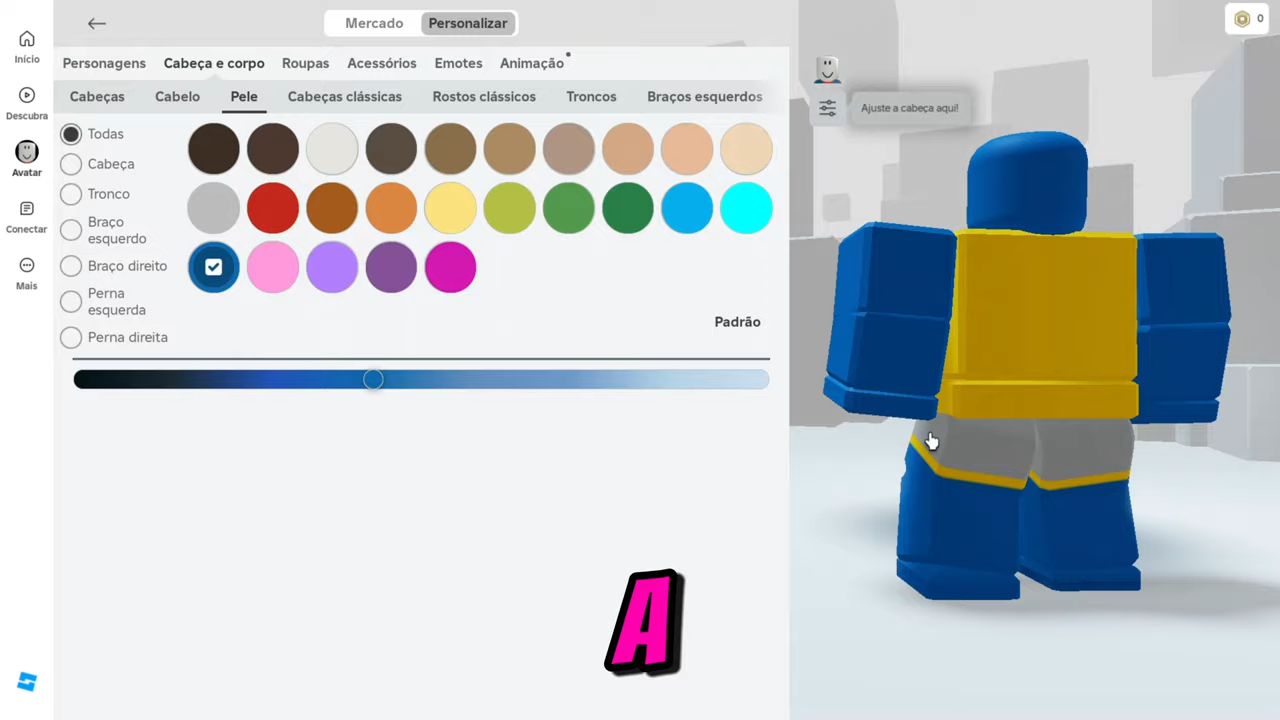 Mercado Personalizar
0
Início
Descubra
Avatar
Conectar
Mais
Personagens Cabeça e corpo Roupas Acessórios Emotes Animação
Cabeças Cabelo Pele Cabeças clássicas Rostos clássicos Troncos Braços esquerdos
Todas
Cabeça
Tronco
Braço
esquerdo
Braço direito
Perna
esquerda
Perna direita
Padrão
Ajuste a cabeça aqui!
A